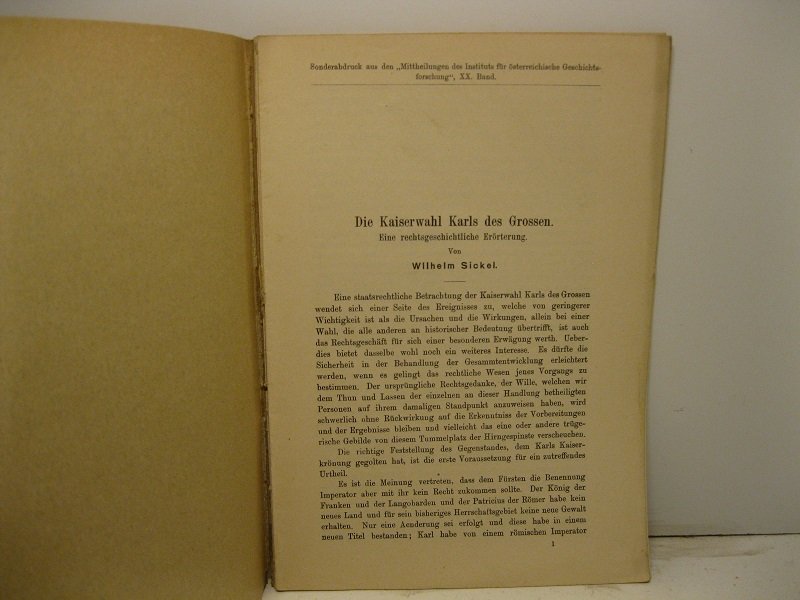 Sonderabdruck aus den „Mittheilungen des Instituts für österreichische Geschichts-
forschung“, XX. Band.
Die Kaiserwahl Karls des Grossen.
Eine rechtsgeschichtliche Erörterung.
Von
Wilhelm Sickel.
Eine staatsrechtliche Betrachtung der Kaiserwahl Karls des Grossen
wendet sich einer Seite des Ereignisses zu, welche von geringerer
Wichtigkeit ist als die Ursachen und die Wirkungen, allein bei einer
Wahl, die alle anderen an historischer Bedeutung übertrifft, ist auch
das Rechtsgeschäft für sich einer besonderen Erwägung werth. Ueber-
dies bietet dasselbe wohl noch ein weiteres Interesse. Es dürfte die
Sicherheit in der Behandlung der Gesammtentwicklung erleichtert
werden, wenn es gelingt das rechtliche Wesen jenes Vorgangs zu
bestimmen. Der ursprüngliche Rechtsgedanke, der Wille, welchen wir
dem Thun und Lassen der einzelnen an dieser Handlung betheiligten
Personen auf ihrem damaligen Standpunkt anzuweisen haben, wird
schwerlich ohne Rückwirkung auf die Erkenntniss der Vorbereitungen
und der Ergebnisse bleiben und vielleicht das eine oder andere trüge-
rische Gebilde von diesem Tummelplatz der Hirngespinste verscheuchen.
Die richtige Feststellung des Gegenstandes, dem Karls Kaiser-
krönung gegolten hat, ist die erste Voraussetzung für ein zutreffendes
Urtheil.
Es ist die Meinung vertreten, dass dem Fürsten die Benennung
Imperator aber mit ihr kein Recht zukommen sollte. Der König der
Franken und der Langobarden und der Patricius der Römer habe kein
neues Land und für sein bisheriges Herrschaftsgebiet keine neue Gewalt
erhalten. Nur eine Aenderung sei erfolgt und diese habe in einem
neuen Titel bestanden; Karl habe von einem römischen Imperator
1